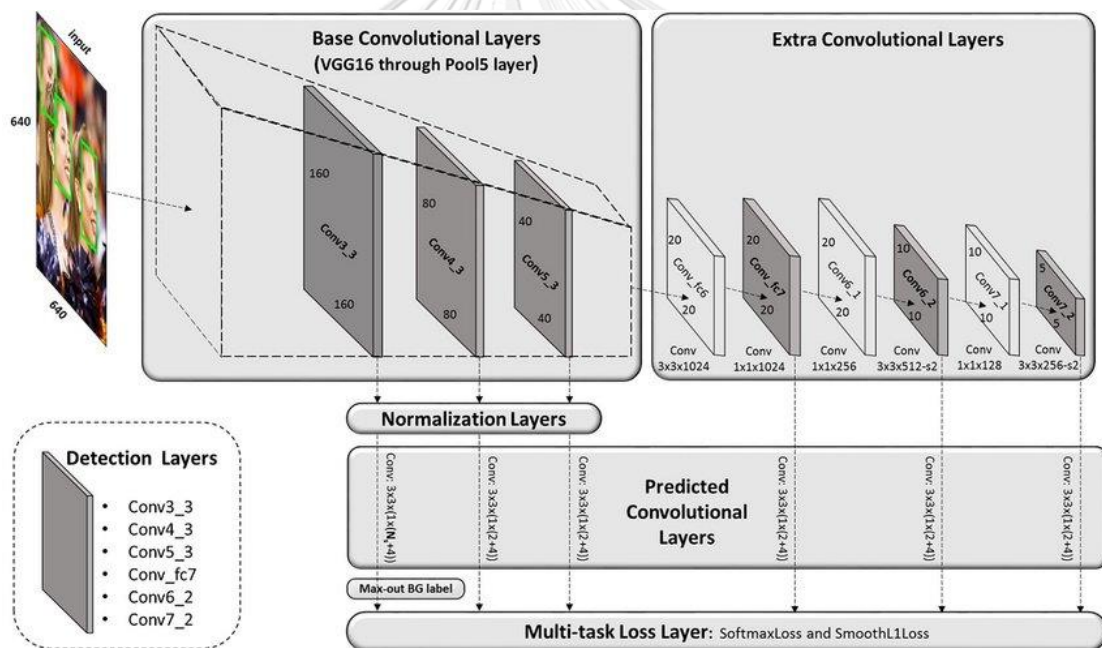 input
640
640
Base Convolutional Layers
(VGG16 through Pool5 layer)
160
Conv3_3
160
80
Conv4_3
80
40
Conv5_3
40
Extra Convolutional Layers
20
Conv_fc6
20
Conv
3x3x1024
20
Conv_fc7
20
Conv
1x1x1024
20
Conv6_1
20
Conv
1x1x256
10
Conv6_2
10
Conv
3x3x512-s2
10
Conv7_1
10
Conv
1x1x128
5
Conv7_2
5
Conv
3x3x256-s2
Normalization Layers
Conv: 3x3x(1x(Nₛ+4))
Conv: 3x3x(1x(2+4))
Conv: 3x3x(1x(2+4))
Predicted
Convolutional
Layers
Conv: 3x3x(1x(2+4))
Conv: 3x3x(1x(2+4))
Conv: 3x3x(1x(2+4))
Max-out BG label
Multi-task Loss Layer: SoftmaxLoss and SmoothL1Loss
Detection Layers
• Conv3_3
• Conv4_3
• Conv5_3
• Conv_fc7
• Conv6_2
• Conv7_2